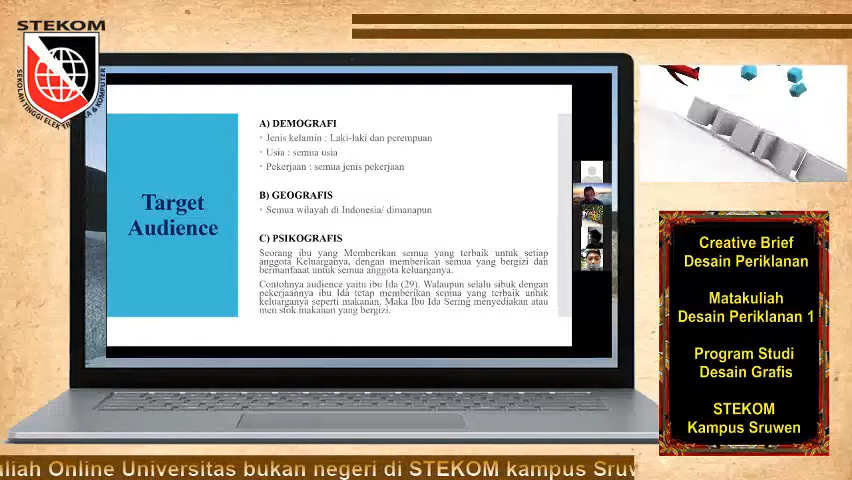 STEKOM
SEKOLAH TINGGI ELEKTRONIKA & KOMPUTER
Target
Audience
A) DEMOGRAFI
• Jenis kelamin : Laki-laki dan perempuan
• Usia : semua usia
• Pekerjaan : semua jenis pekerjaan
B) GEOGRAFIS
• Semua wilayah di Indonesia/ dimanapun
C) PSIKOGRAFIS
Seorang ibu yang Memberikan semua yang terbaik untuk setiap
anggota Keluarganya, dengan memberikan semua yang bergizi dan
bermanfaaat untuk semua anggota keluarganya.
Contohnya audience yaitu ibu Ida (29). Walaupun selalu sibuk dengan
pekerjaannya ibu Ida tetap memberikan semua yang terbaik untuk
keluarganya seperti makanan. Maka Ibu Ida Sering menyediakan atau
men stok makanan yang bergizi.
Creative Brief
Desain Periklanan
Matakuliah
Desain Periklanan 1
Program Studi
Desain Grafis
STEKOM
Kampus Sruwen
uliah Online Universitas bukan negeri di STEKOM kampus Sruw